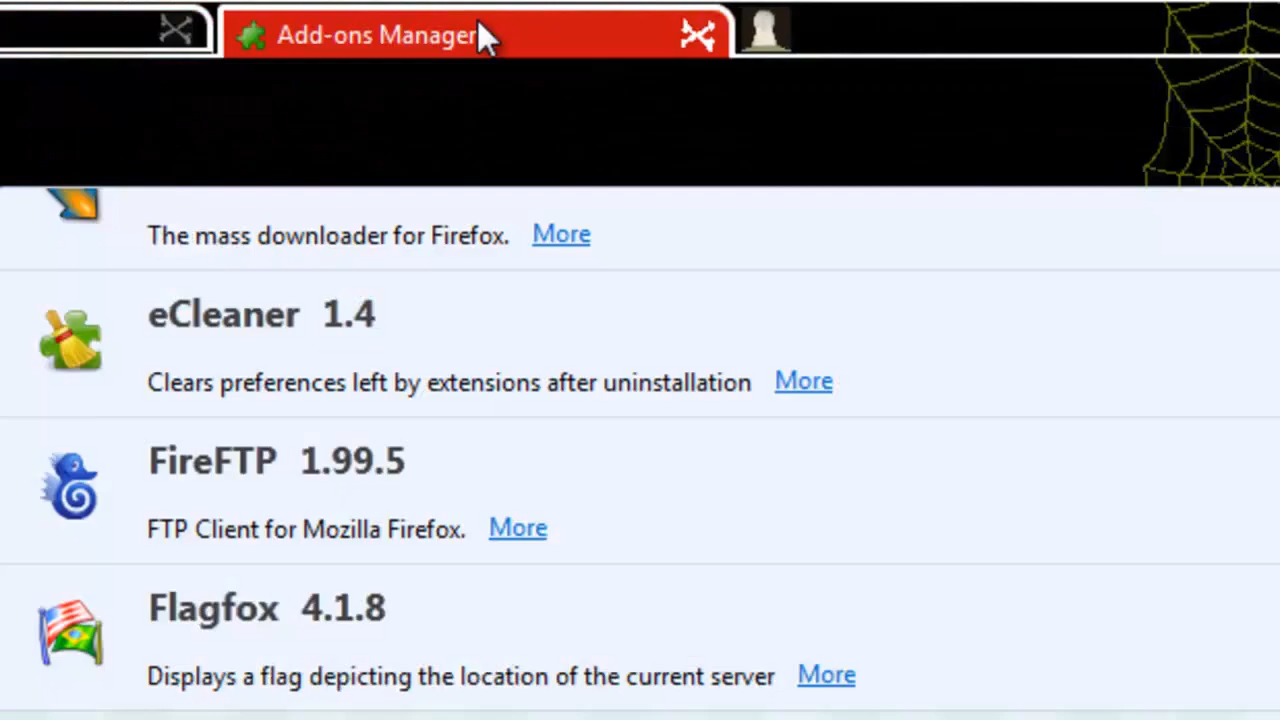 Add-ons Manager
The mass downloader for Firefox. More
eCleaner 1.4
Clears preferences left by extensions after uninstallation More
FireFTP 1.99.5
FTP Client for Mozilla Firefox. More
Flagfox 4.1.8
Displays a flag depicting the location of the current server More